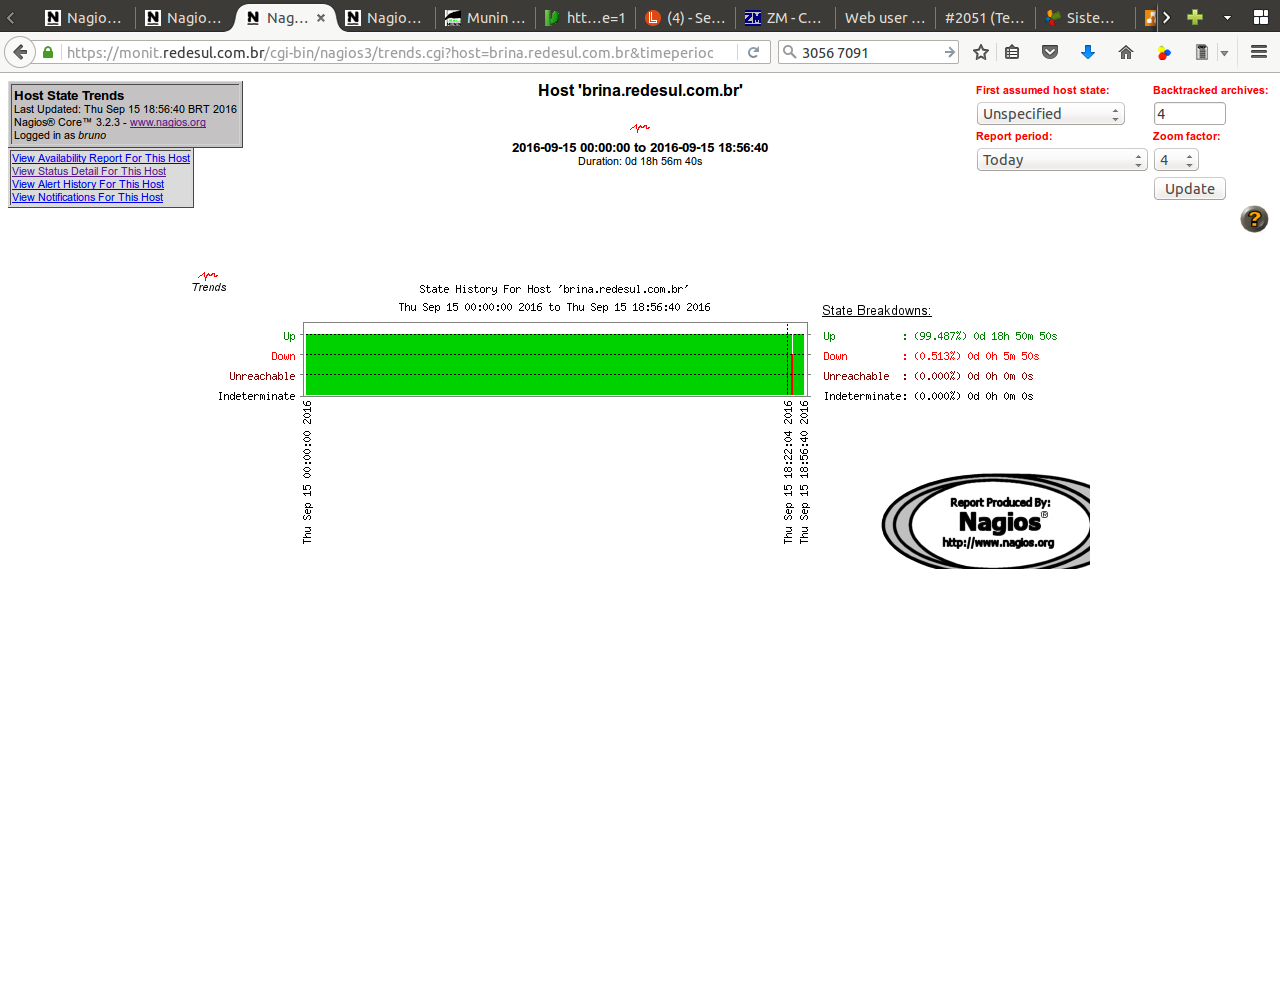 Nagio...
Nagio...
Nag...
Nagio...
Munin ...
htt...e=1
(4) - Se...
ZM - C...
Web user ...
#2051 (Te...
Siste...
https://monit.redesul.com.br/cgi-bin/nagios3/trends.cgi?host=brina.redesul.com.br&timeperioc
3056 7091
Host State Trends
Last Updated: Thu Sep 15 18:56:40 BRT 2016
Nagios® Core™ 3.2.3 - www.nagios.org
Logged in as bruno
View Availability Report For This Host
View Status Detail For This Host
View Alert History For This Host
View Notifications For This Host
Host 'brina.redesul.com.br'
2016-09-15 00:00:00 to 2016-09-15 18:56:40
Duration: 0d 18h 56m 40s
First assumed host state:
Unspecified
Backtracked archives:
4
Report period:
Today
Zoom factor:
4
Update
?
Trends
State History For Host 'brina.redesul.com.br'
Thu Sep 15 00:00:00 2016 to Thu Sep 15 18:56:40 2016
Up
Down
Unreachable
Indeterminate
Thu Sep 15 00:00:00 2016
Thu Sep 15 18:22:04 2016
Thu Sep 15 18:56:40 2016
State Breakdowns:
Up : (99.487%) 0d 18h 50m 50s
Down : (0.513%) 0d 0h 5m 50s
Unreachable : (0.000%) 0d 0h 0m 0s
Indeterminate: (0.000%) 0d 0h 0m 0s
Report Produced By:
Nagios®
http://www.nagios.org